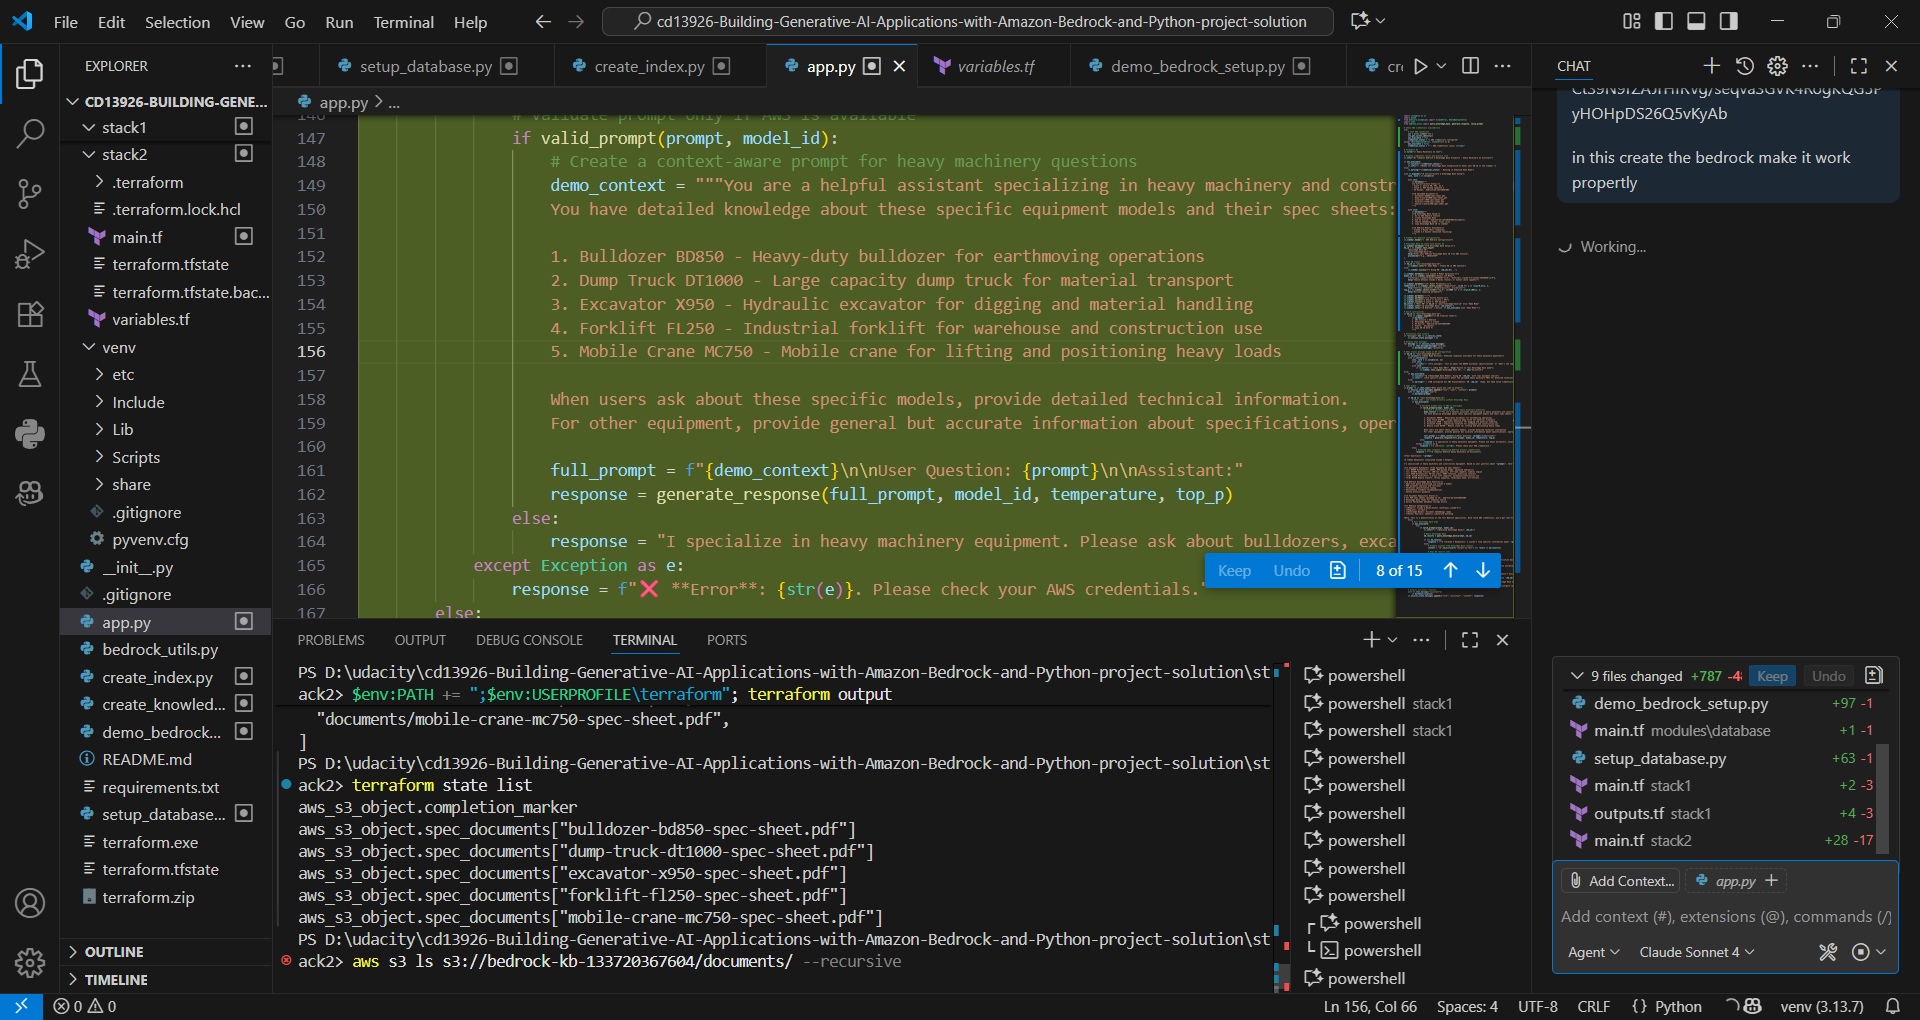 File Edit Selection View Go Run Terminal Help
cd13926-Building-Generative-AI-Applications-with-Amazon-Bedrock-and-Python-project-solution
EXPLORER
CD13926-BUILDING-GENE...
stack1
stack2
.terraform
.terraform.lock.hcl
main.tf
terraform.tfstate
terraform.tfstate.bac...
variables.tf
venv
etc
Include
Lib
Scripts
share
.gitignore
pyvenv.cfg
__init__.py
.gitignore
app.py
bedrock_utils.py
create_index.py
create_knowled...
demo_bedrock...
README.md
requirements.txt
setup_database...
terraform.exe
terraform.tfstate
terraform.zip
OUTLINE
TIMELINE
setup_database.py create_index.py app.py variables.tf demo_bedrock_setup.py cr
app.py > ...
146 # Validate prompt only if AWS is available
147 if valid_prompt(prompt, model_id):
148 # Create a context-aware prompt for heavy machinery questions
149 demo_context = """You are a helpful assistant specializing in heavy machinery and constr
150 You have detailed knowledge about these specific equipment models and their spec sheets:
151
152 1. Bulldozer BD850 - Heavy-duty bulldozer for earthmoving operations
153 2. Dump Truck DT1000 - Large capacity dump truck for material transport
154 3. Excavator X950 - Hydraulic excavator for digging and material handling
155 4. Forklift FL250 - Industrial forklift for warehouse and construction use
156 5. Mobile Crane MC750 - Mobile crane for lifting and positioning heavy loads
157
158 When users ask about these specific models, provide detailed technical information.
159 For other equipment, provide general but accurate information about specifications, oper
160
161 full_prompt = f"{demo_context}\n\nUser Question: {prompt}\n\nAssistant:"
162 response = generate_response(full_prompt, model_id, temperature, top_p)
163 else:
164 response = "I specialize in heavy machinery equipment. Please ask about bulldozers, exca
165 except Exception as e:
166 response = f"❌ **Error**: {str(e)}. Please check your AWS credentials."
167 else:
Keep Undo 8 of 15
PROBLEMS OUTPUT DEBUG CONSOLE TERMINAL PORTS
PS D:\udacity\cd13926-Building-Generative-AI-Applications-with-Amazon-Bedrock-and-Python-project-solution\st
ack2> $env:PATH += ";$env:USERPROFILE\terraform"; terraform output
"documents/mobile-crane-mc750-spec-sheet.pdf",
]
PS D:\udacity\cd13926-Building-Generative-AI-Applications-with-Amazon-Bedrock-and-Python-project-solution\st
ack2> terraform state list
aws_s3_object.completion_marker
aws_s3_object.spec_documents["bulldozer-bd850-spec-sheet.pdf"]
aws_s3_object.spec_documents["dump-truck-dt1000-spec-sheet.pdf"]
aws_s3_object.spec_documents["excavator-x950-spec-sheet.pdf"]
aws_s3_object.spec_documents["forklift-fl250-spec-sheet.pdf"]
aws_s3_object.spec_documents["mobile-crane-mc750-spec-sheet.pdf"]
PS D:\udacity\cd13926-Building-Generative-AI-Applications-with-Amazon-Bedrock-and-Python-project-solution\st
ack2> aws s3 ls s3://bedrock-kb-133720367604/documents/ --recursive
powershell
powershell stack1
powershell stack1
powershell
powershell
powershell
powershell
powershell
powershell
powershell
powershell
powershell
CHAT
yHOHpDS26Q5vKyAb
in this create the bedrock make it work
propertly
Working...
9 files changed +787 Keep Undo
demo_bedrock_setup.py +97 -1
main.tf modules\database +1 -1
setup_database.py +63 -1
main.tf stack1 +2 -3
outputs.tf stack1 +4 -3
main.tf stack2 +28 -17
Add Context... app.py
Add context (#), extensions (@), commands (/)
Agent Claude Sonnet 4
0 0
Ln 156, Col 66 Spaces: 4 UTF-8 CRLF {} Python venv (3.13.7)